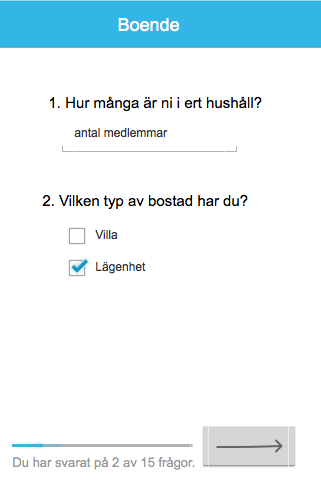 Boende
1. Hur många är ni i ert hushåll?
antal medlemmar
2. Vilken typ av bostad har du?
Villa
Lägenhet
Du har svarat på 2 av 15 frågor.